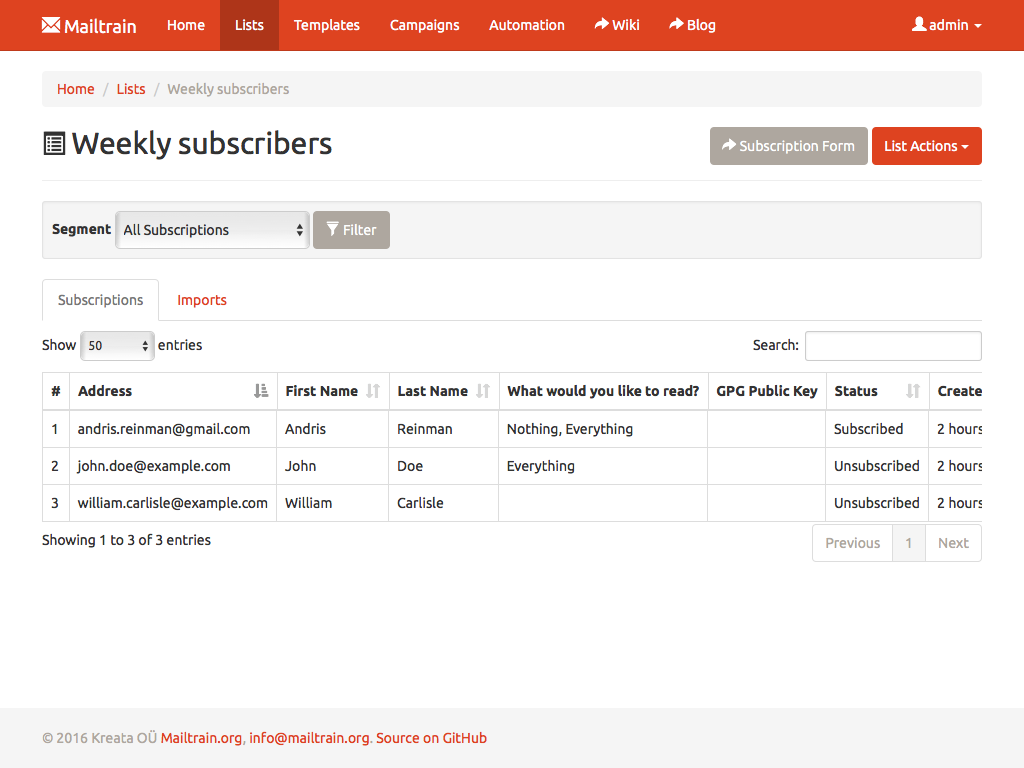 Mailtrain Home Lists Templates Campaigns Automation Wiki Blog admin
Home / Lists / Weekly subscribers
Weekly subscribers Subscription Form List Actions
Segment All Subscriptions Filter
Subscriptions Imports
Show 50 entries Search:
# Address First Name Last Name What would you like to read? GPG Public Key Status Create
1 andris.reinman@gmail.com Andris Reinman Nothing, Everything Subscribed 2 hours
2 john.doe@example.com John Doe Everything Unsubscribed 2 hours
3 william.carlisle@example.com William Carlisle Unsubscribed 2 hours
Showing 1 to 3 of 3 entries Previous 1 Next
© 2016 Kreata OÜ Mailtrain.org, info@mailtrain.org. Source on GitHub